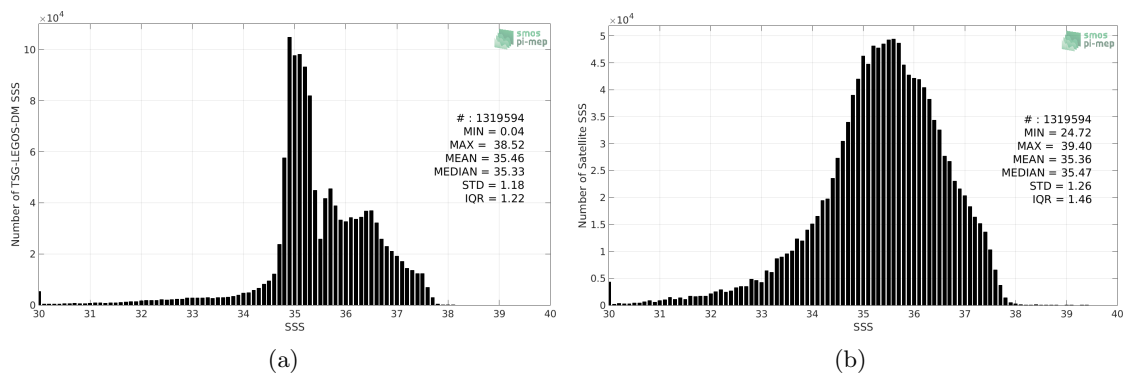 ×10⁴
smos
pi-mep
10
8
6
4
2
0
Number of TSG-LEGOS-DM SSS
# : 1319594
MIN = 0.04
MAX = 38.52
MEAN = 35.46
MEDIAN = 35.33
STD = 1.18
IQR = 1.22
30 31 32 33 34 35 36 37 38 39 40
SSS
(a)
×10⁴
smos
pi-mep
5
4.5
4
3.5
3
2.5
2
1.5
1
0.5
0
Number of Satellite SSS
# : 1319594
MIN = 24.72
MAX = 39.40
MEAN = 35.36
MEDIAN = 35.47
STD = 1.26
IQR = 1.46
30 31 32 33 34 35 36 37 38 39 40
SSS
(b)